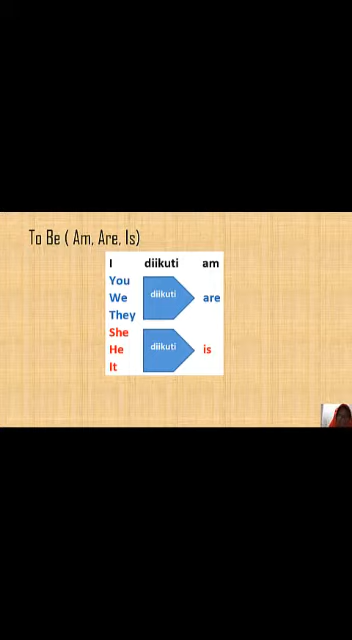 To Be ( Am, Are, Is)
I diikuti am
You
We diikuti are
They
She
He diikuti is
It